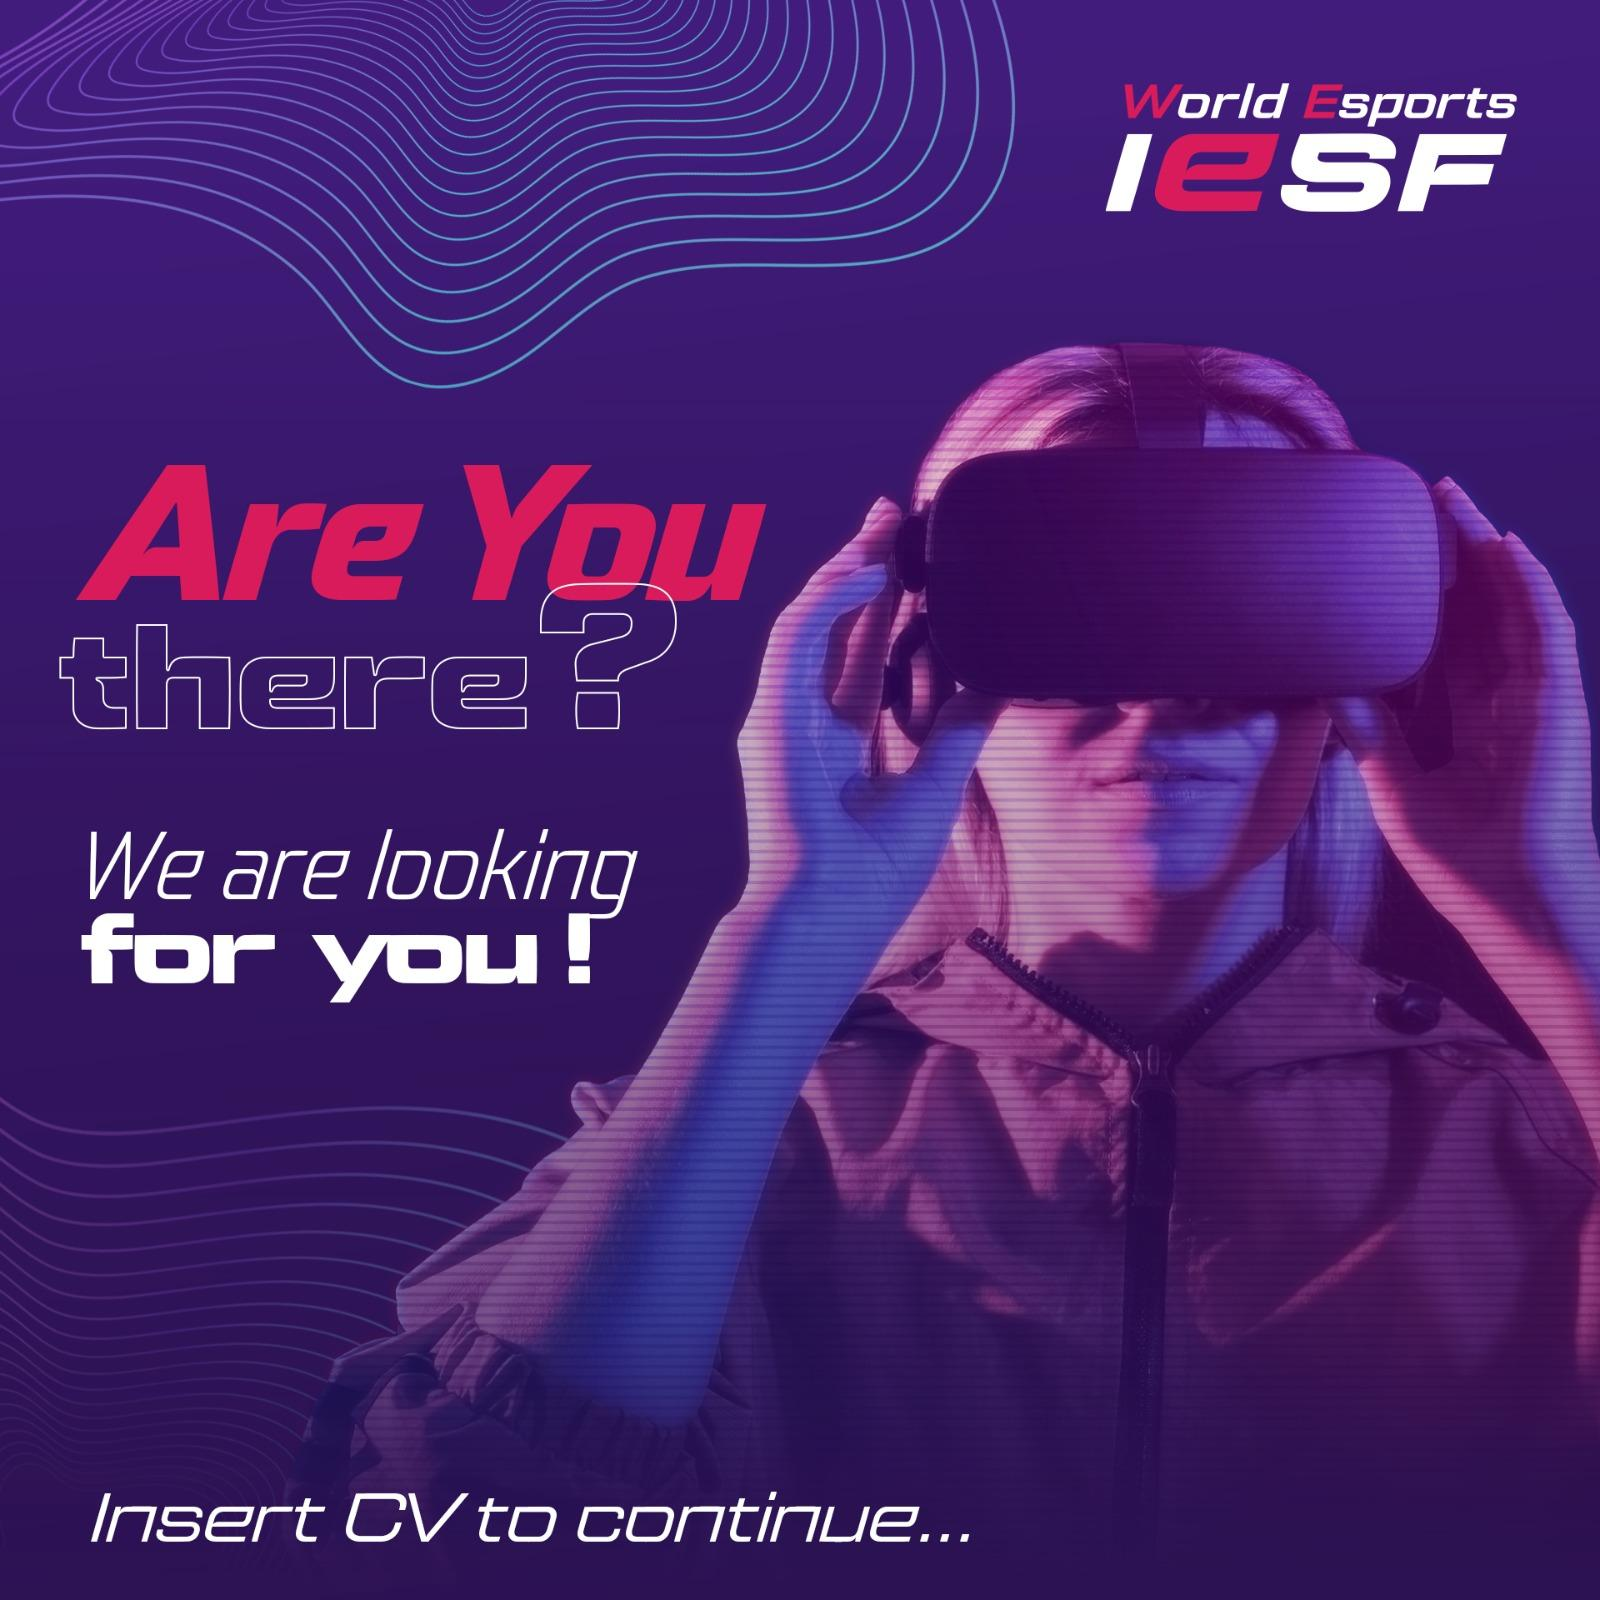 World Esports
IeSF
Are You
there?
We are looking
for you!
Insert CV to continue...